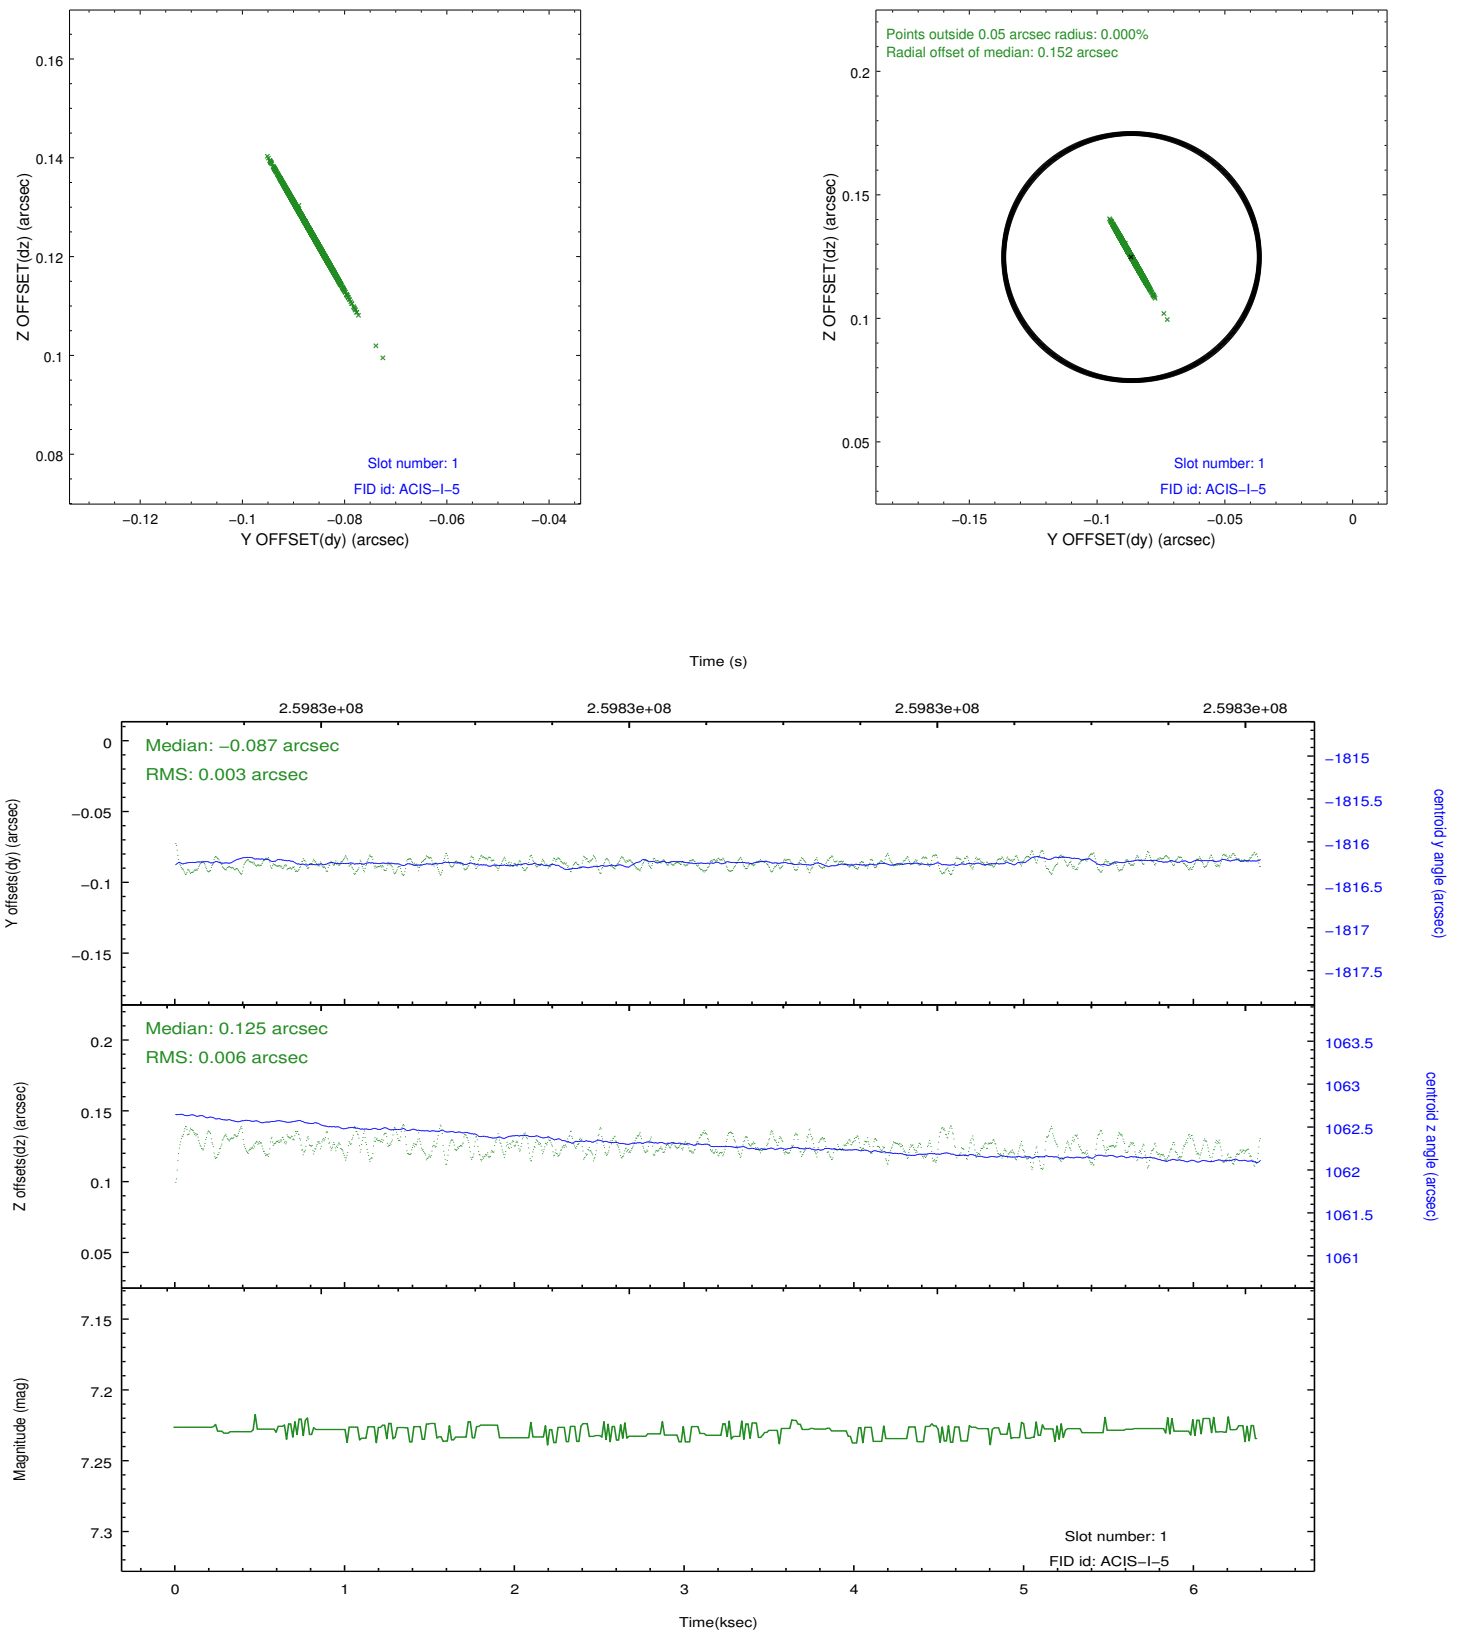 0.16
0.14
0.12
0.1
0.08
Z OFFSET(dz) (arcsec)
−0.12 −0.1 −0.08 −0.06 −0.04
Y OFFSET(dy) (arcsec)
Slot number: 1
FID id: ACIS−I−5
Points outside 0.05 arcsec radius: 0.000%
Radial offset of median: 0.152 arcsec
0.2
0.15
0.1
0.05
Z OFFSET(dz) (arcsec)
−0.15 −0.1 −0.05 0
Y OFFSET(dy) (arcsec)
Slot number: 1
FID id: ACIS−I−5
Time (s)
2.5983e+08 2.5983e+08 2.5983e+08 2.5983e+08
Median: −0.087 arcsec
RMS: 0.003 arcsec
0
−0.05
−0.1
−0.15
Y offsets(dy) (arcsec)
−1815
−1815.5
−1816
−1816.5
−1817
−1817.5
centroid y angle (arcsec)
Median: 0.125 arcsec
RMS: 0.006 arcsec
0.2
0.15
0.1
0.05
Z offsets(dz) (arcsec)
1063.5
1063
1062.5
1062
1061.5
1061
centroid z angle (arcsec)
7.15
7.2
7.25
7.3
Magnitude (mag)
Slot number: 1
FID id: ACIS−I−5
0 1 2 3 4 5 6
Time(ksec)